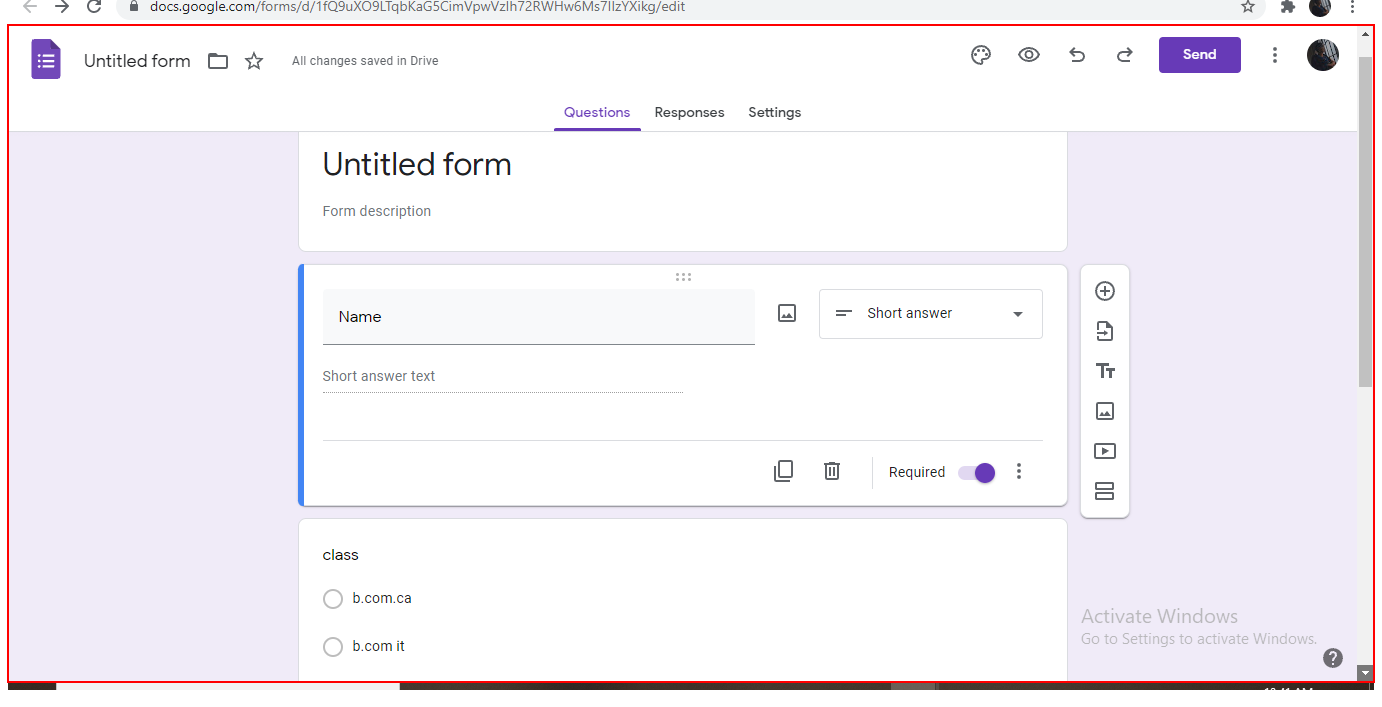 docs.google.com/forms/d/1fQ9uXO9LTqbKaG5CimVpwVzlh72RWHw6Ms7IIzYXikg/edit
Untitled form
All changes saved in Drive
Send
Questions Responses Settings
Untitled form
Form description
Name
Short answer
Short answer text
Required
class
b.com.ca
b.com it
Activate Windows
Go to Settings to activate Windows.